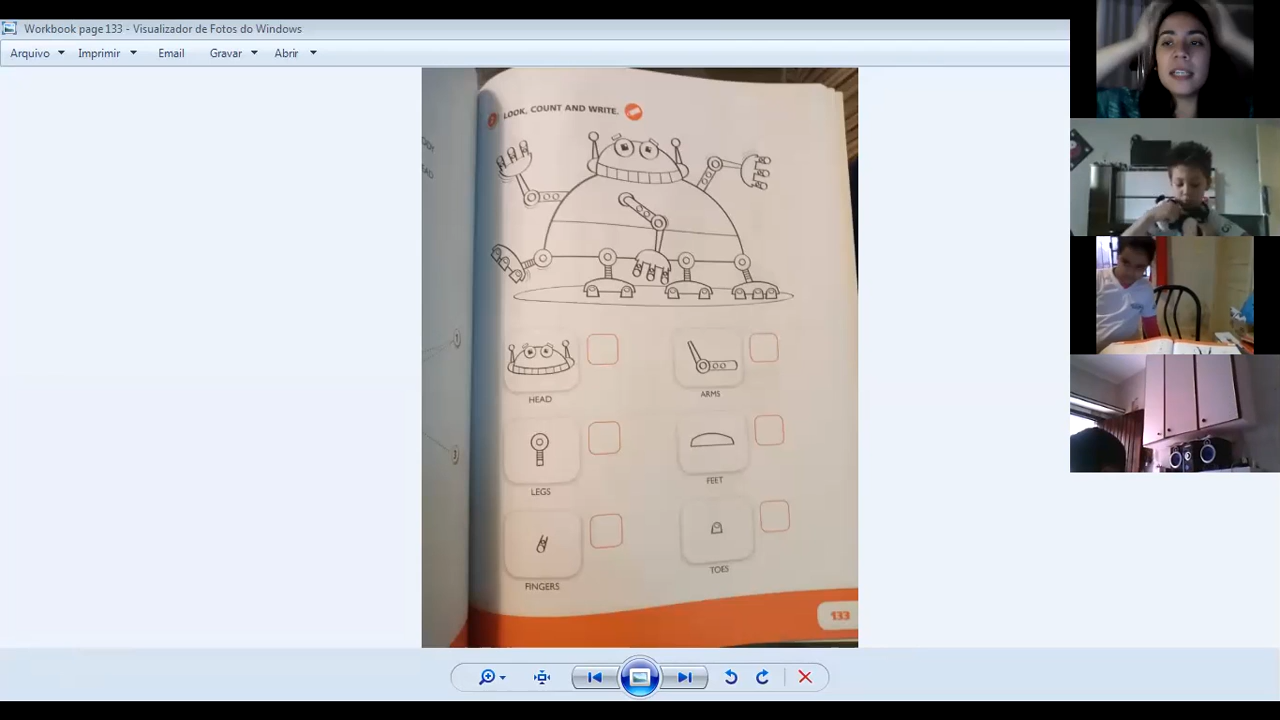 Workbook page 133 - Visualizador de Fotos do Windows
Arquivo Imprimir Email Gravar Abrir
LOOK, COUNT AND WRITE.
HEAD
ARMS
LEGS
FEET
FINGERS
TOES
133